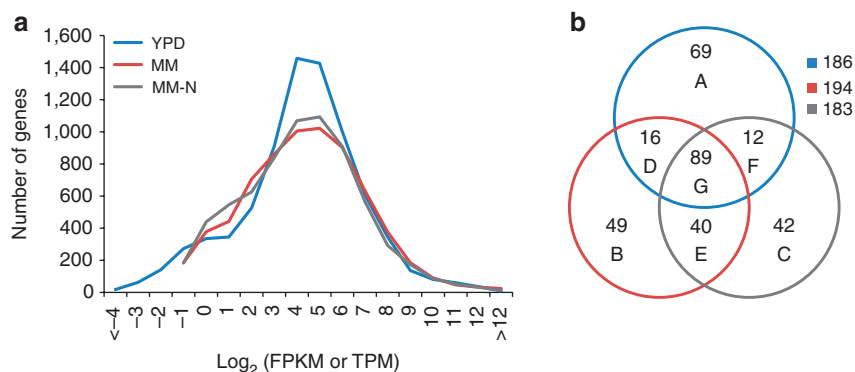 a
YPD
MM
MM-N
Number of genes
1,600
1,400
1,200
1,000
800
600
400
200
0
<–4
–3
–2
–1
0
1
2
3
4
5
6
7
8
9
10
11
12
>12
Log2 (FPKM or TPM)
b
69
A
186
194
183
16
D
12
F
89
G
49
B
40
E
42
C